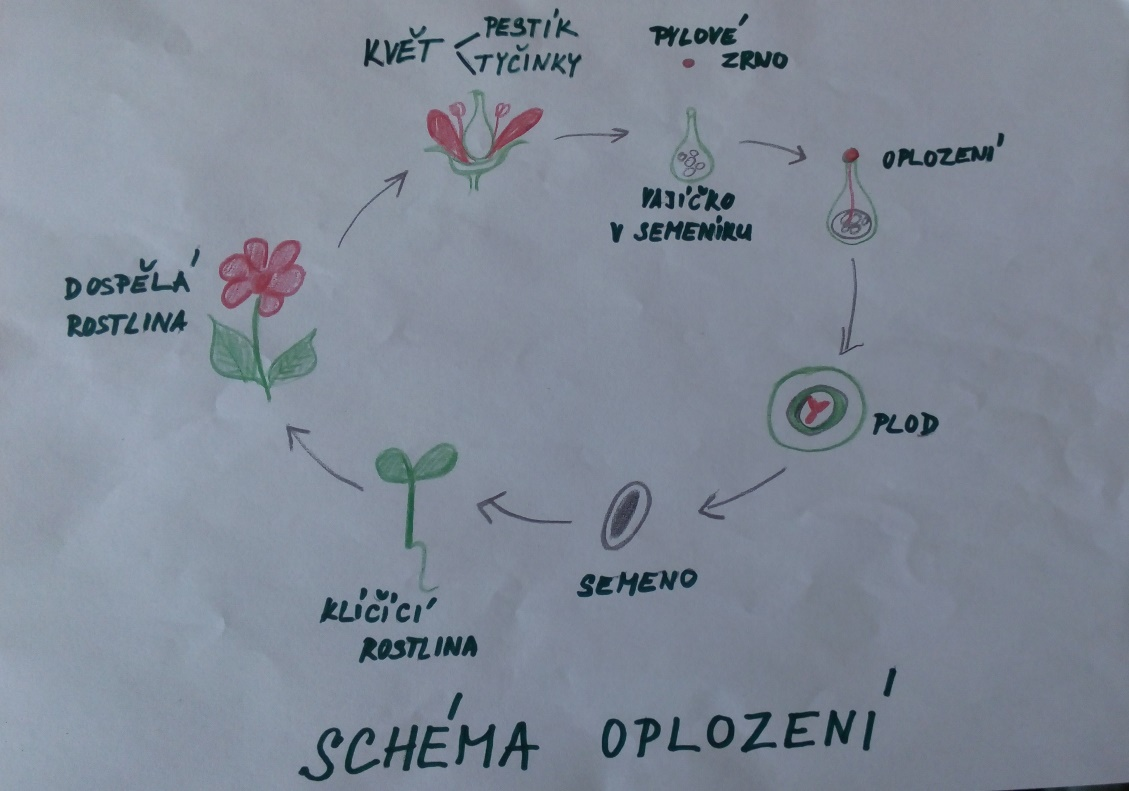 KVĚT
PESTÍK
TYČINKY
PYLOVÉ
ZRNO
VAJÍČKO
V SEMENÍKU
OPLOZENÍ
PLOD
SEMENO
KLÍČÍCÍ
ROSTLINA
DOSPĚLÁ
ROSTLINA
SCHÉMA OPLOZENÍ